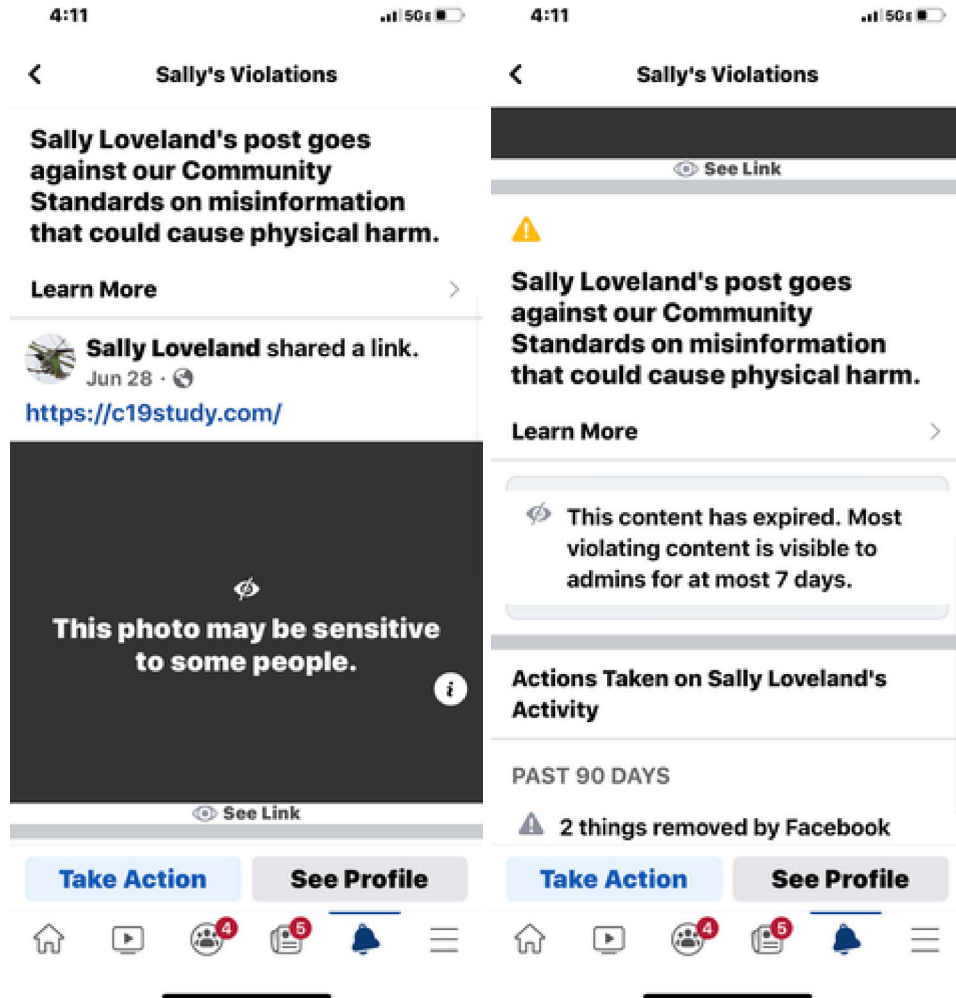 4:11
5GE
Sally's Violations
Sally Loveland's post goes
against our Community
Standards on misinformation
that could cause physical harm.
Learn More
Sally Loveland shared a link.
Jun 28 ·
https://c19study.com/
This photo may be sensitive
to some people.
i
See Link
Take Action
See Profile
4
5
4:11
5GE
Sally's Violations
See Link
Sally Loveland's post goes
against our Community
Standards on misinformation
that could cause physical harm.
Learn More
This content has expired. Most
violating content is visible to
admins for at most 7 days.
Actions Taken on Sally Loveland's
Activity
PAST 90 DAYS
2 things removed by Facebook
Take Action
See Profile
4
5